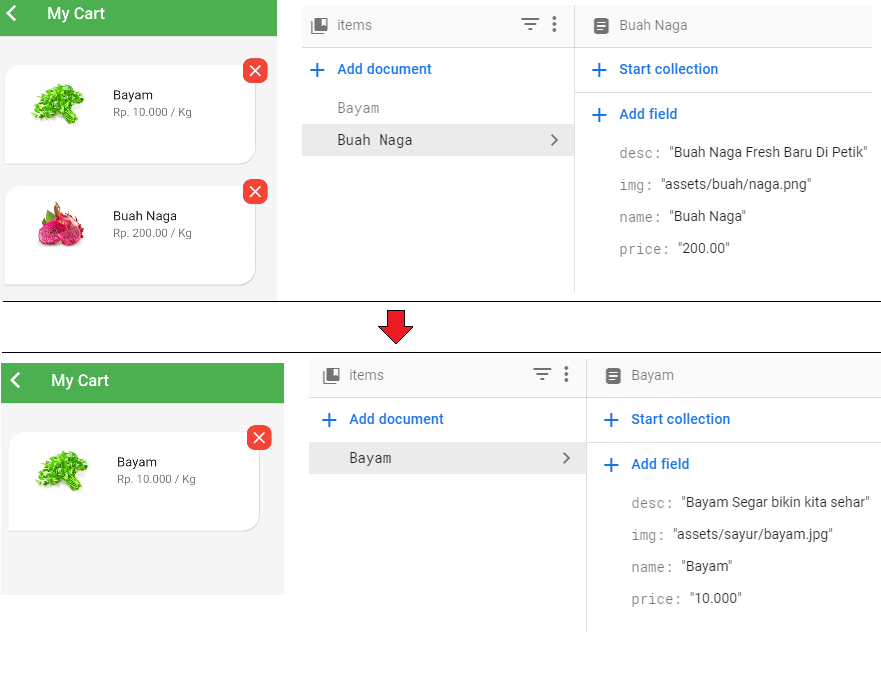 My Cart
Bayam
Rp. 10.000 / Kg
Buah Naga
Rp. 200.00 / Kg
items
Add document
Bayam
Buah Naga
Buah Naga
Start collection
Add field
desc: "Buah Naga Fresh Baru Di Petik"
img: "assets/buah/naga.png"
name: "Buah Naga"
price: "200.00"
My Cart
Bayam
Rp. 10.000 / Kg
items
Add document
Bayam
Bayam
Start collection
Add field
desc: "Bayam Segar bikin kita sehar"
img: "assets/sayur/bayam.jpg"
name: "Bayam"
price: "10.000"